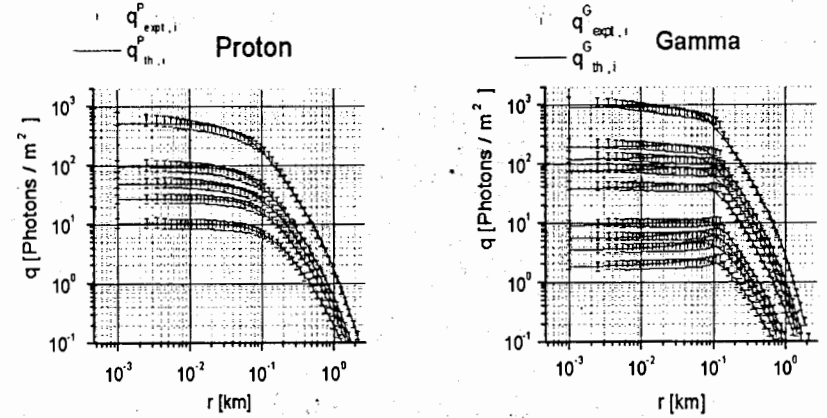 q^P_expt,i
q^P_th,i
Proton
10^3
10^2
10^1
10^0
10^-1
q [Photons / m^2]
10^-3 10^-2 10^-1 10^0
r [km]
q^G_expt,i
q^G_th,i
Gamma
10^3
10^2
10^1
10^0
10^-1
q [Photons / m^2]
10^-3 10^-2 10^-1 10^0
r [km]